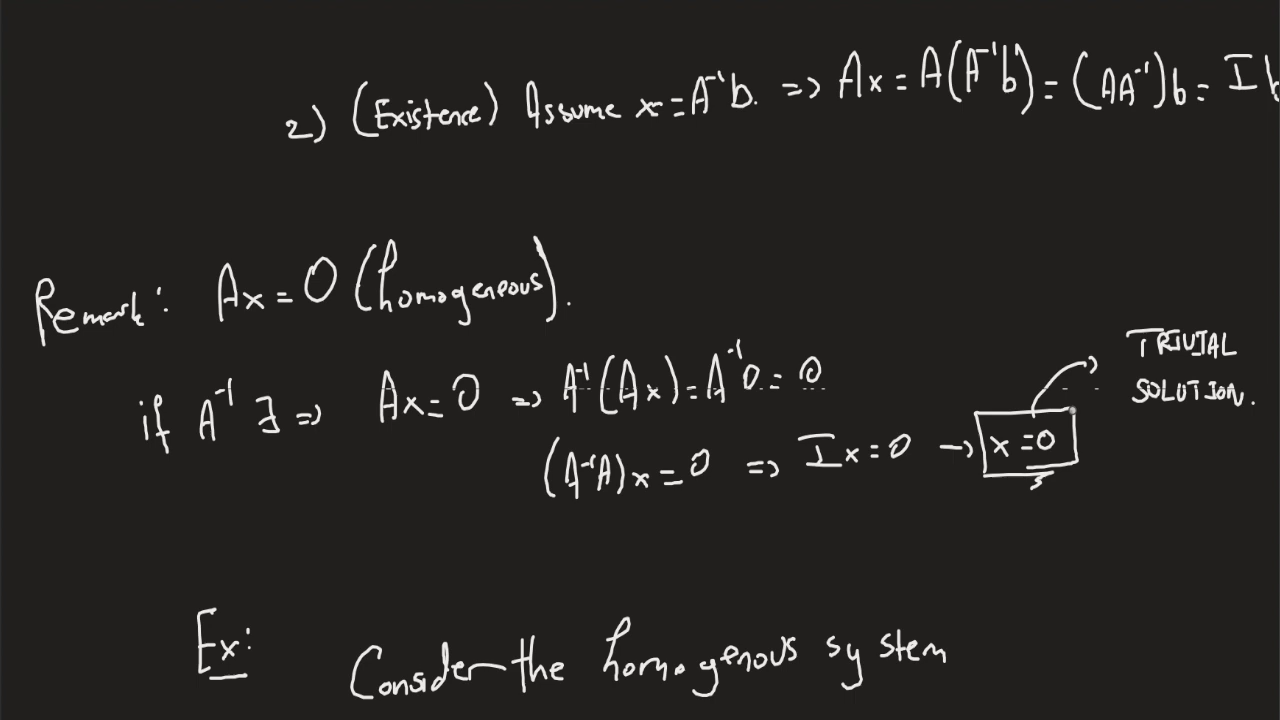 2) (Existence) Assume x = A⁻¹b. => Ax = A(A⁻¹b) = (AA⁻¹)b = Ib
Remark: Ax = 0 (homogeneous).
if A⁻¹ ∃ => Ax = 0 => A⁻¹(Ax) = A⁻¹0 = 0
(A⁻¹A)x = 0 => Ix = 0 → x = 0
TRIVIAL
SOLUTION.
Ex: Consider the homogenous system